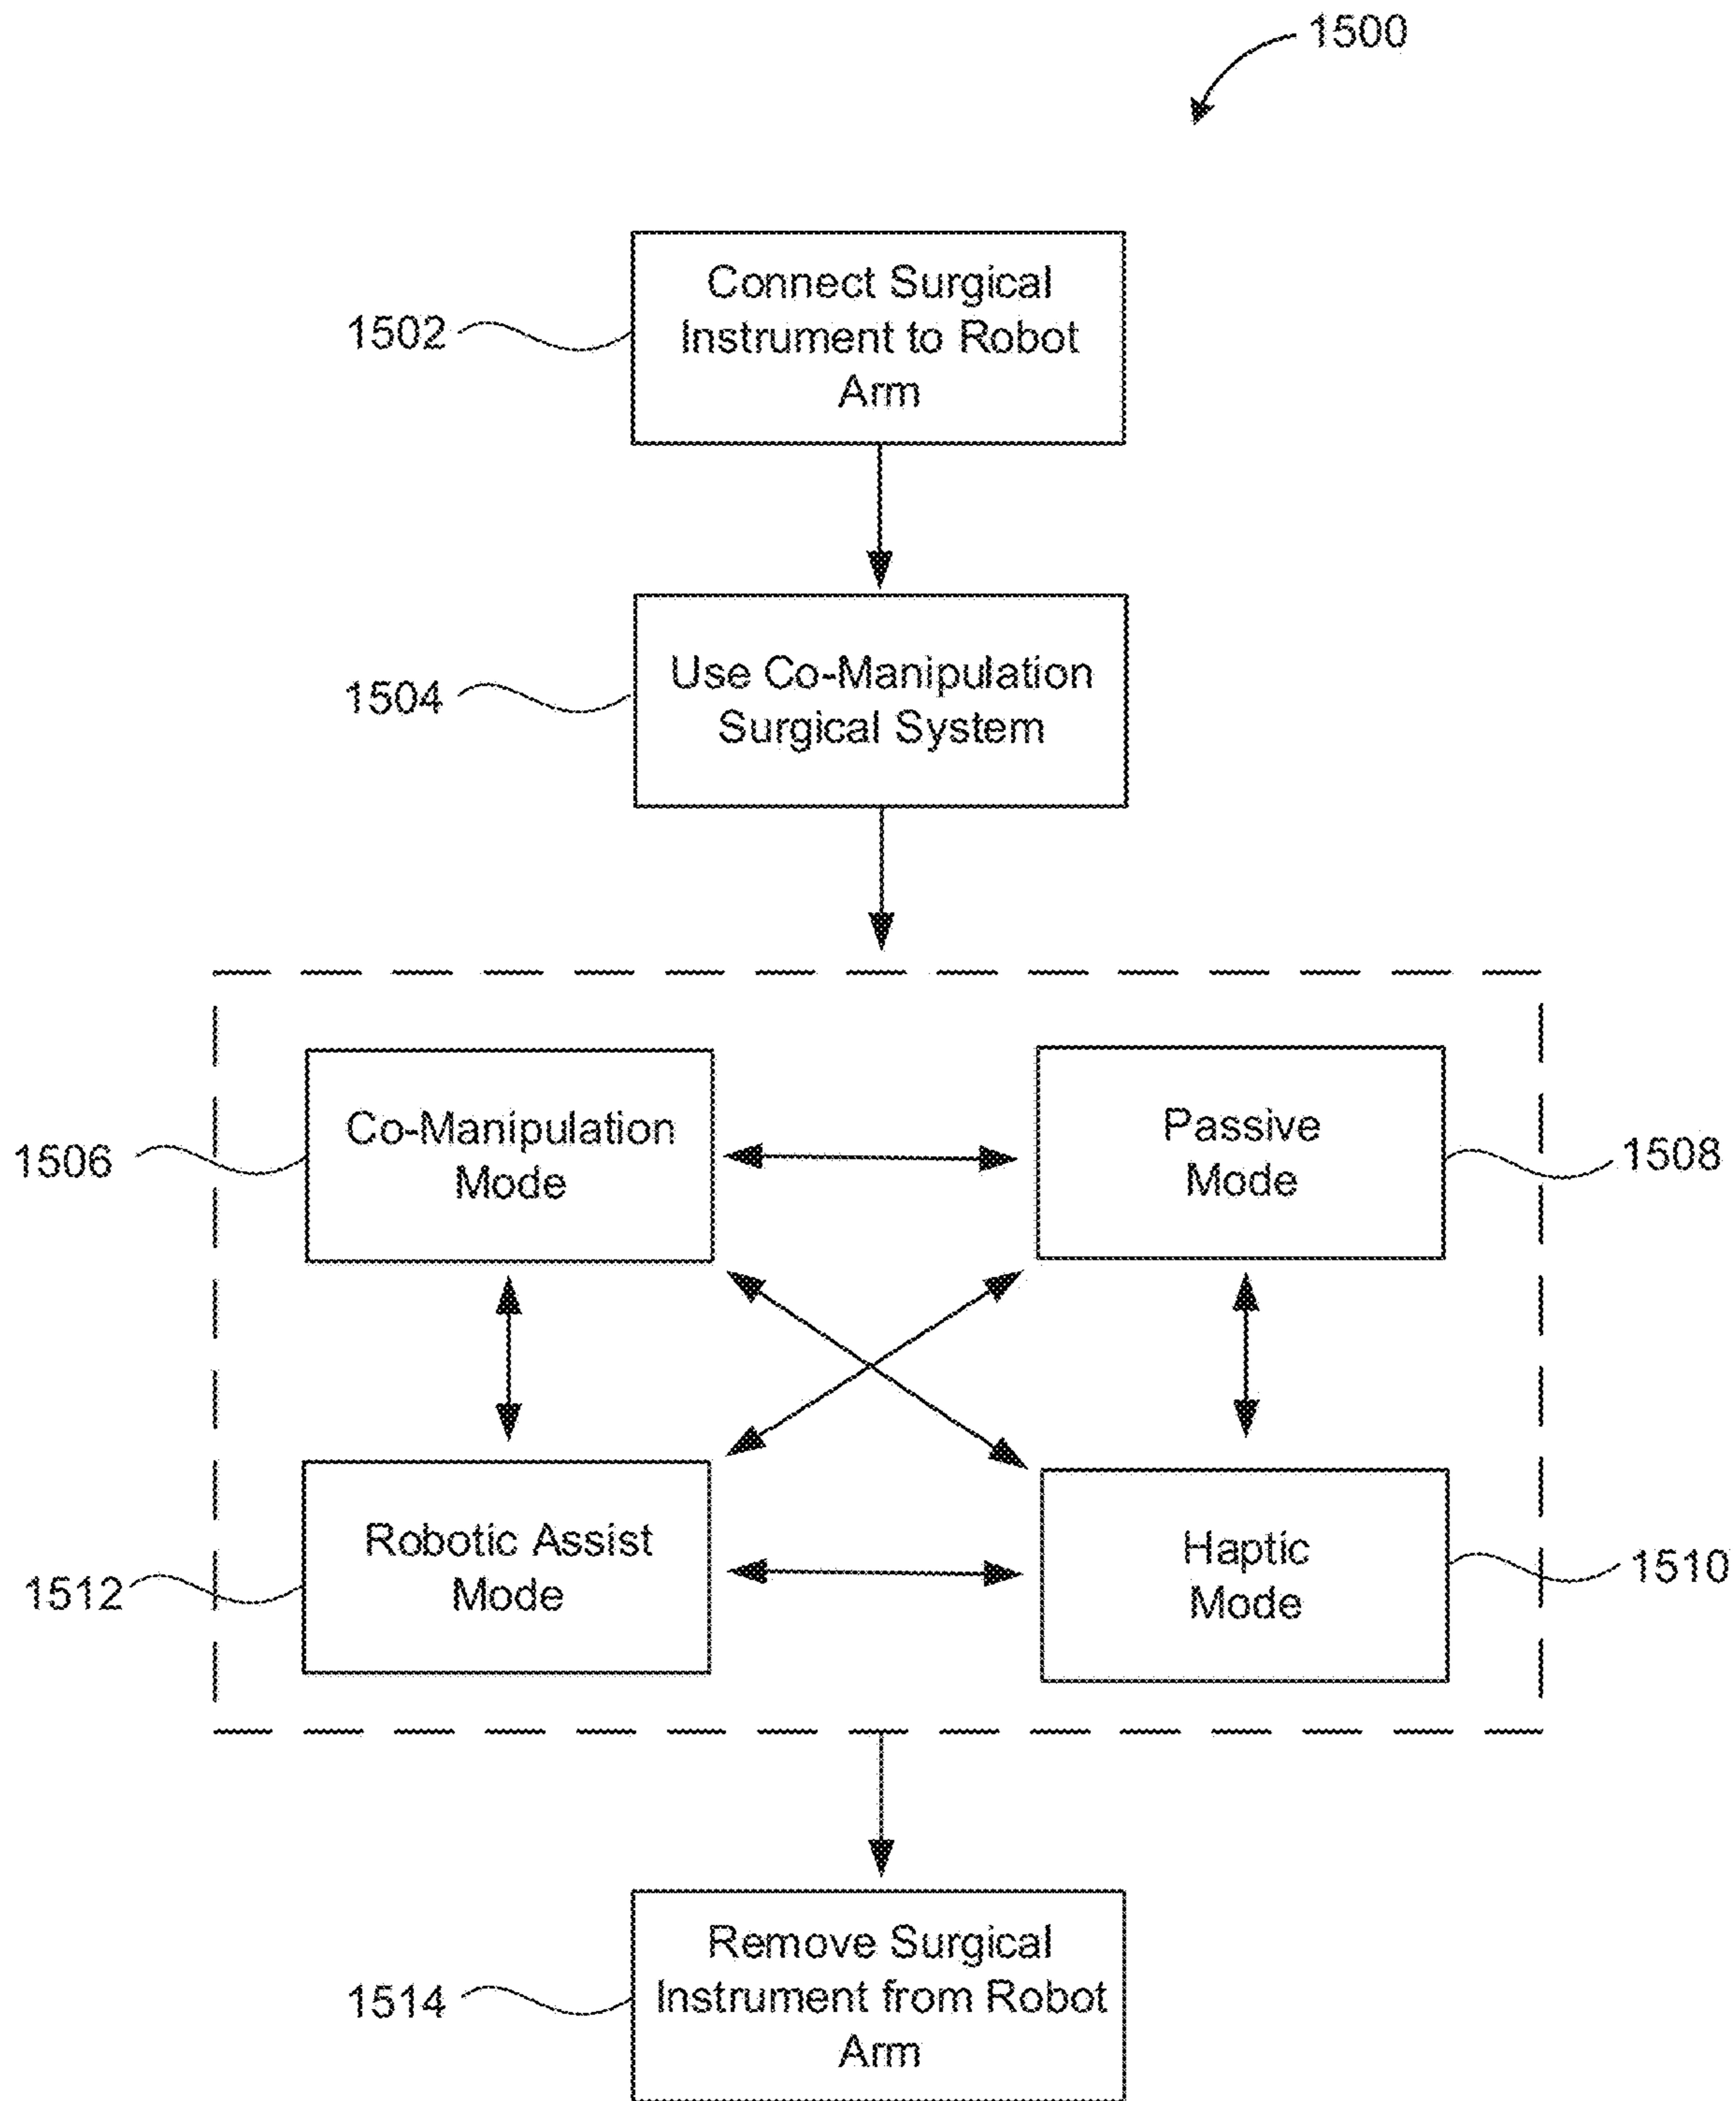 1500
Connect Surgical
Instrument to Robot
Arm
1502
Use Co-Manipulation
Surgical System
1504
Co-Manipulation
Mode
1506
Passive
Mode
1508
Robotic Assist
Mode
1512
Haptic
Mode
1510
Remove Surgical
Instrument from Robot
Arm
1514